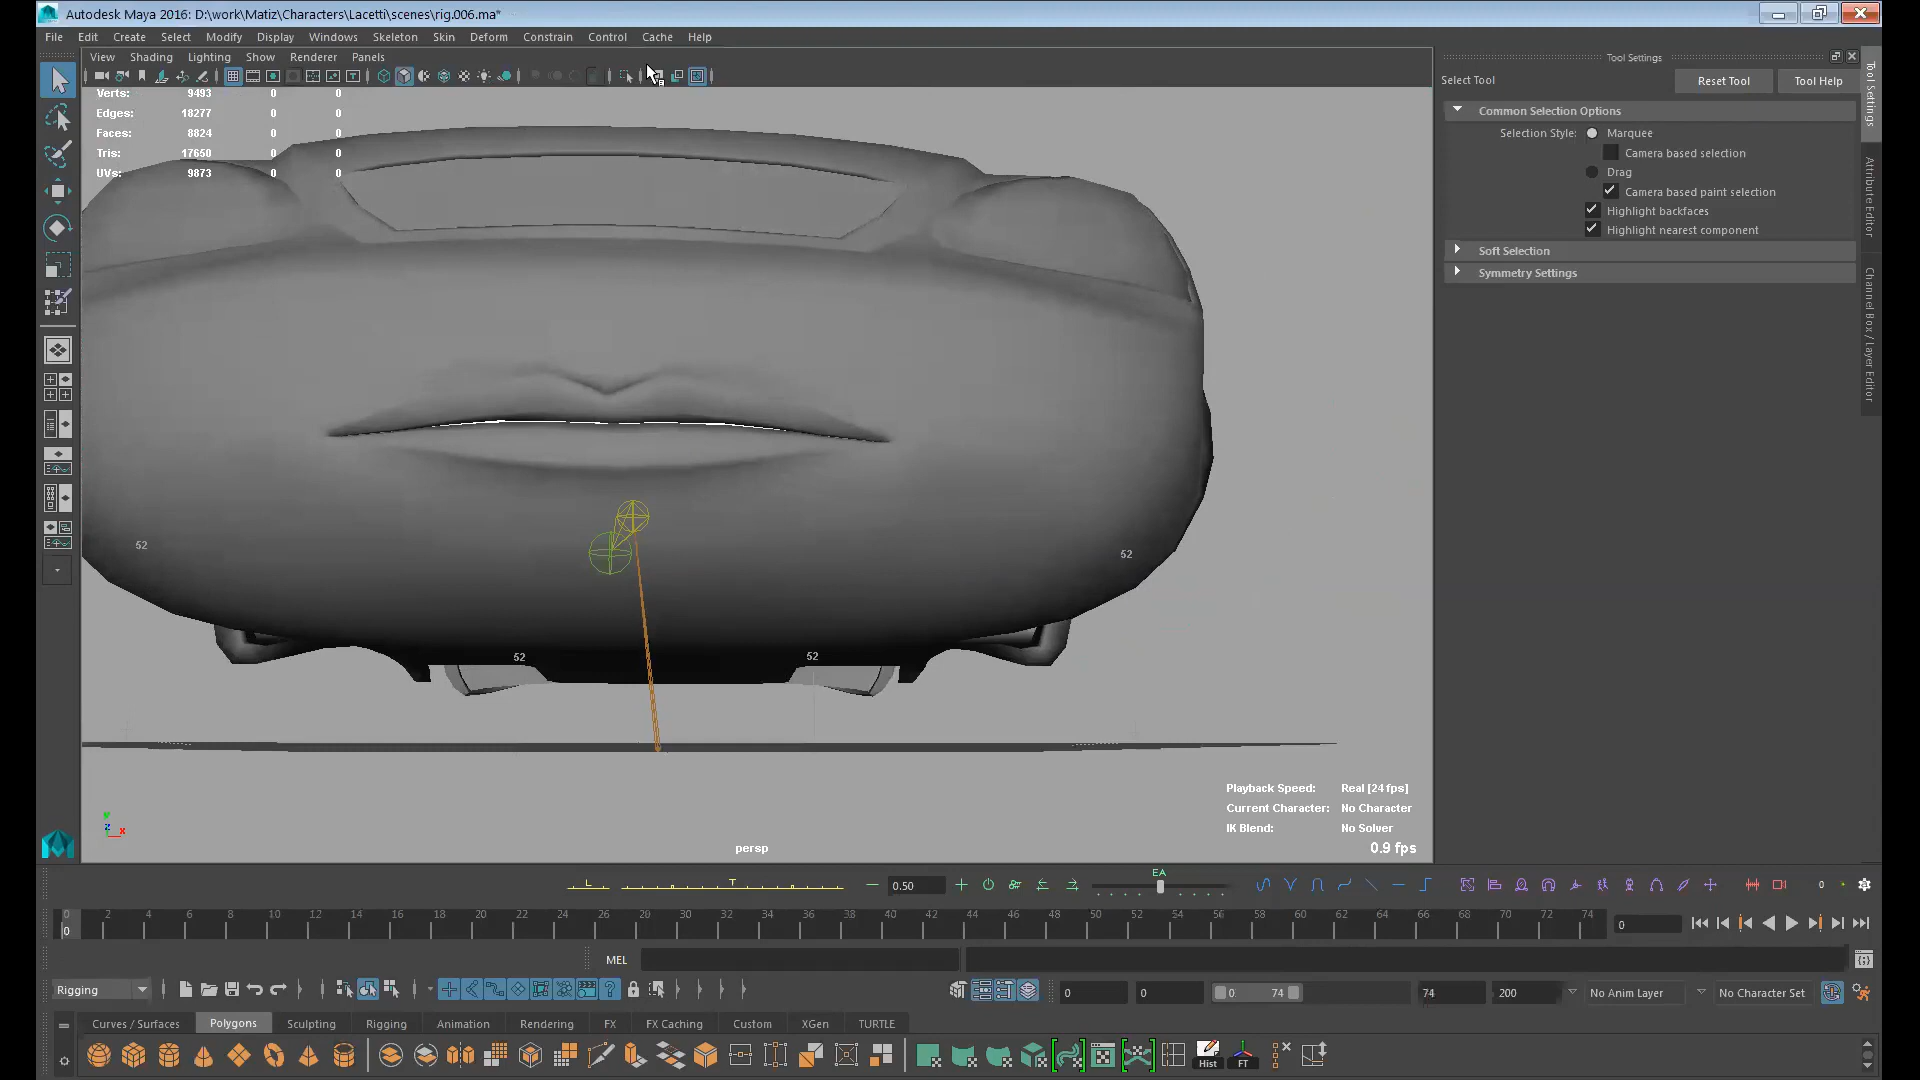 Autodesk Maya 2016: D:\work\Matiz\Characters\Lacetti\scenes\rig.006.ma*
File Edit Create Select Modify Display Windows Skeleton Skin Deform Constrain Control Cache Help
View Shading Lighting Show Renderer Panels
Tool Settings
Select Tool
Reset Tool
Tool Help
Common Selection Options
Selection Style: Marquee
Camera based selection
Drag
Camera based paint selection
Highlight backfaces
Highlight nearest component
Soft Selection
Symmetry Settings
Tool Settings
Attribute Editor
Channel Box / Layer Editor
Verts: 9493 0 0
Edges: 18277 0 0
Faces: 8824 0 0
Tris: 17650 0 0
UVs: 9873 0 0
52
52
52
52
Playback Speed: Real [24 fps]
Current Character: No Character
IK Blend: No Solver
0.9 fps
persp
y
z
x
L T 0.50 EA 0
0 2 4 6 8 10 12 14 16 18 20 22 24 26 28 30 32 34 36 38 40 42 44 46 48 50 52 54 56 58 60 62 64 66 68 70 72 74
0
0
MEL
Rigging
0 0 0 74 74 200 No Anim Layer No Character Set
Curves / Surfaces Polygons Sculpting Rigging Animation Rendering FX FX Caching Custom XGen TURTLE
Hist FT